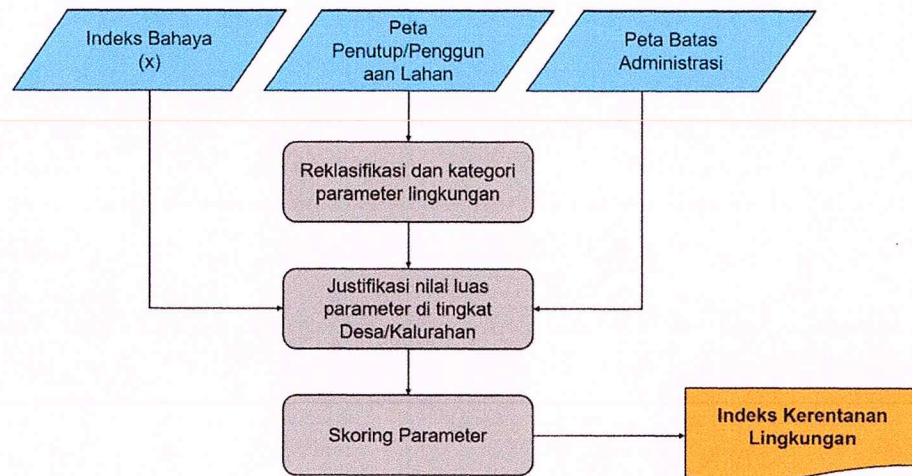 Indeks Bahaya
(x)
Peta
Penutup/Penggun
aan Lahan
Peta Batas
Administrasi
Reklasifikasi dan kategori
parameter lingkungan
Justifikasi nilai luas
parameter di tingkat
Desa/Kalurahan
Skoring Parameter
Indeks Kerentanan
Lingkungan